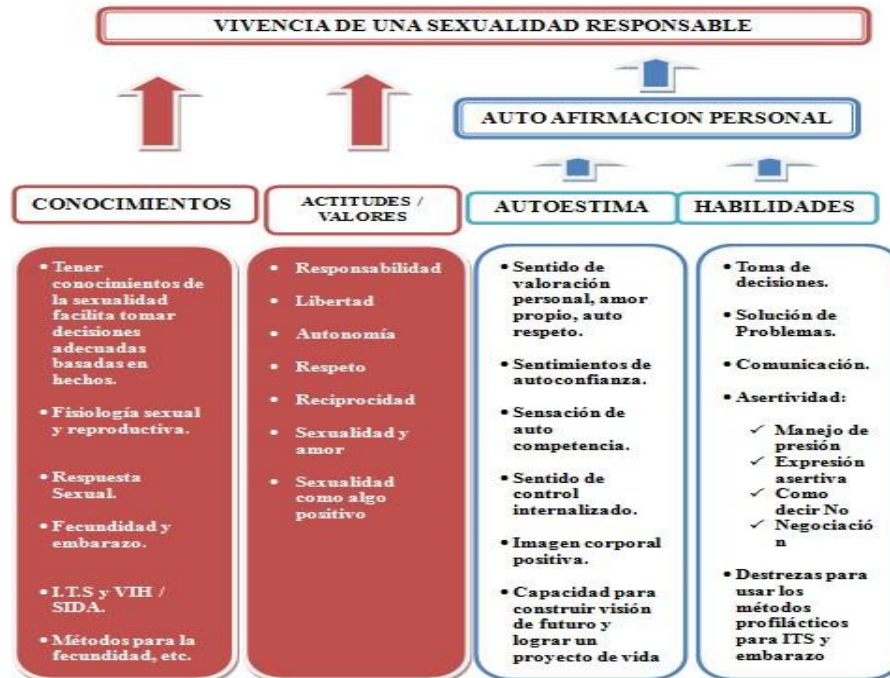 VIVENCIA DE UNA SEXUALIDAD RESPONSABLE
AUTO AFIRMACION PERSONAL
CONOCIMIENTOS
• Tener
conocimientos de
la sexualidad
facilita tomar
decisiones
adecuadas
basadas en
hechos.
• Fisiología sexual
y reproductiva.
• Respuesta
Sexual.
• Fecundidad y
embarazo.
• I.T.S y VIH /
SIDA.
• Métodos para la
fecundidad, etc.
ACTITUDES /
VALORES
• Responsabilidad
• Libertad
• Autonomía
• Respeto
• Reciprocidad
• Sexualidad y
amor
• Sexualidad
como algo
positivo
AUTOESTIMA
• Sentido de
valoración
personal, amor
propio, auto
respeto.
• Sentimientos de
autoconfianza.
• Sensación de
auto
competencia.
• Sentido de
control
internalizado.
• Imagen corporal
positiva.
• Capacidad para
construir visión
de futuro y
lograr un
proyecto de vida
HABILIDADES
• Toma de
decisiones.
• Solución de
Problemas.
• Comunicación.
• Asertividad:
✓ Manejo de
presión
✓ Expresión
asertiva
✓ Como
decir No
✓ Negociació
n
• Destrezas para
usar los
métodos
profilácticos
para ITS y
embarazo